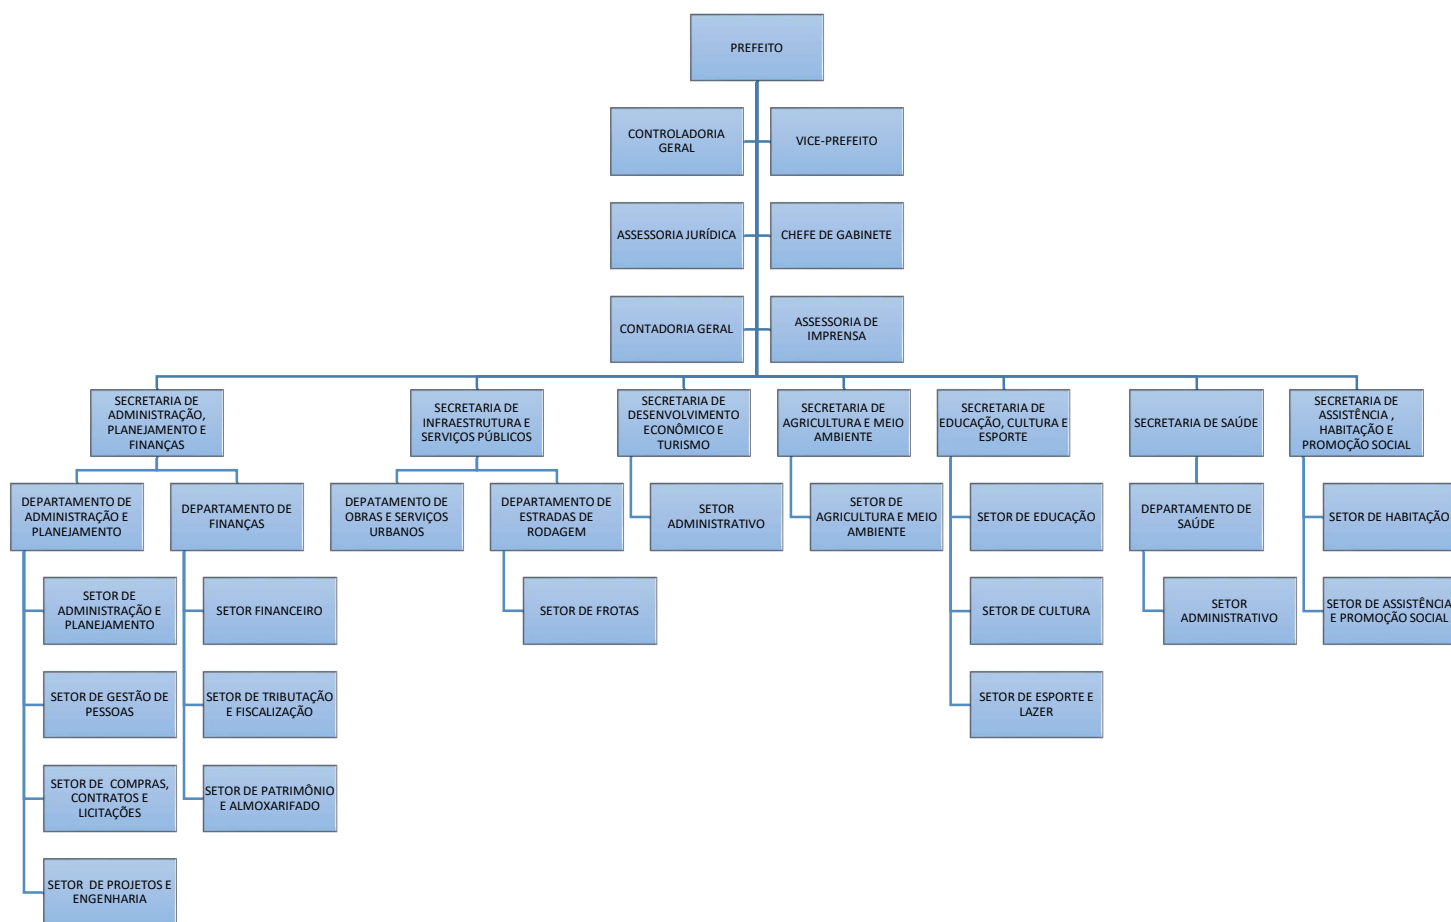 PREFEITO
CONTROLADORIA
GERAL
VICE-PREFEITO
ASSESSORIA JURÍDICA
CHEFE DE GABINETE
CONTADORIA GERAL
ASSESSORIA DE
IMPRENSA
SECRETARIA DE
ADMINISTRAÇÃO,
PLANEJAMENTO E
FINANÇAS
SECRETARIA DE
INFRAESTRUTURA E
SERVIÇOS PÚBLICOS
SECRETARIA DE
DESENVOLVIMENTO
ECONÔMICO E
TURISMO
SECRETARIA DE
AGRICULTURA E MEIO
AMBIENTE
SECRETARIA DE
EDUCAÇÃO, CULTURA E
ESPORTE
SECRETARIA DE SAÚDE
SECRETARIA DE
ASSISTÊNCIA ,
HABITAÇÃO E
PROMOÇÃO SOCIAL
DEPARTAMENTO DE
ADMINISTRAÇÃO E
PLANEJAMENTO
DEPARTAMENTO DE
FINANÇAS
DEPATAMENTO DE
OBRAS E SERVIÇOS
URBANOS
DEPARTAMENTO DE
ESTRADAS DE
RODAGEM
SETOR
ADMINISTRATIVO
SETOR DE
AGRICULTURA E MEIO
AMBIENTE
SETOR DE EDUCAÇÃO
DEPARTAMENTO DE
SAÚDE
SETOR DE HABITAÇÃO
SETOR DE
ADMINISTRAÇÃO E
PLANEJAMENTO
SETOR FINANCEIRO
SETOR DE FROTAS
SETOR DE CULTURA
SETOR
ADMINISTRATIVO
SETOR DE ASSISTÊNCIA
E PROMOÇÃO SOCIAL
SETOR DE GESTÃO DE
PESSOAS
SETOR DE TRIBUTAÇÃO
E FISCALIZAÇÃO
SETOR DE ESPORTE E
LAZER
SETOR DE COMPRAS,
CONTRATOS E
LICITAÇÕES
SETOR DE PATRIMÔNIO
E ALMOXARIFADO
SETOR DE PROJETOS E
ENGENHARIA